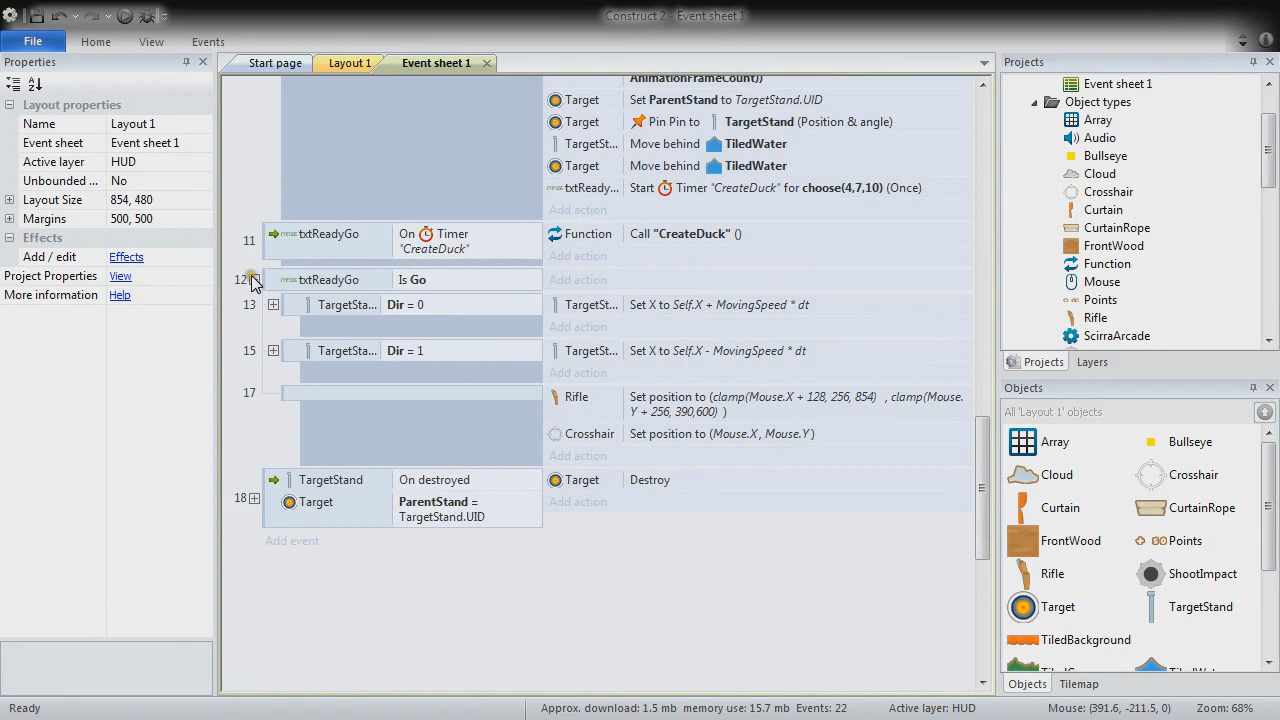 Construct 2 - Event sheet 1
File Home View Events
Properties
Layout properties
Name Layout 1
Event sheet Event sheet 1
Active layer HUD
Unbounded ... No
Layout Size 854, 480
Margins 500, 500
Effects
Add / edit Effects
Project Properties View
More information Help
Start page Layout 1 Event sheet 1
AnimationFrameCount))
Target Set ParentStand to TargetStand.UID
Target Pin Pin to TargetStand (Position & angle)
TargetSt... Move behind TiledWater
Target Move behind TiledWater
txtReady... Start Timer "CreateDuck" for choose(4,7,10) (Once)
Add action
11 txtReadyGo On Timer "CreateDuck" Function Call "CreateDuck" ()
Add action
12 txtReadyGo Is Go Add action
13 TargetSta... Dir = 0 TargetSt... Set X to Self.X + MovingSpeed * dt
Add action
15 TargetSta... Dir = 1 TargetSt... Set X to Self.X - MovingSpeed * dt
Add action
17 Rifle Set position to (clamp(Mouse.X + 128, 256, 854) , clamp(Mouse.
Y + 256, 390,600) )
Crosshair Set position to (Mouse.X , Mouse.Y )
Add action
TargetStand On destroyed Target Destroy
18 Target ParentStand =
TargetStand.UID
Add action
Add event
Projects
Event sheet 1
Object types
Array
Audio
Bullseye
Cloud
Crosshair
Curtain
CurtainRope
FrontWood
Function
Mouse
Points
Rifle
ScirraArcade
Projects Layers
Objects
All 'Layout 1' objects
Array Bullseye
Cloud Crosshair
Curtain CurtainRope
FrontWood Points
Rifle ShootImpact
Target TargetStand
TiledBackground
Objects Tilemap
Ready Approx. download: 1.5 mb memory use: 15.7 mb Events: 22 Active layer: HUD Mouse: (391.6, -211.5, 0) Zoom: 68%